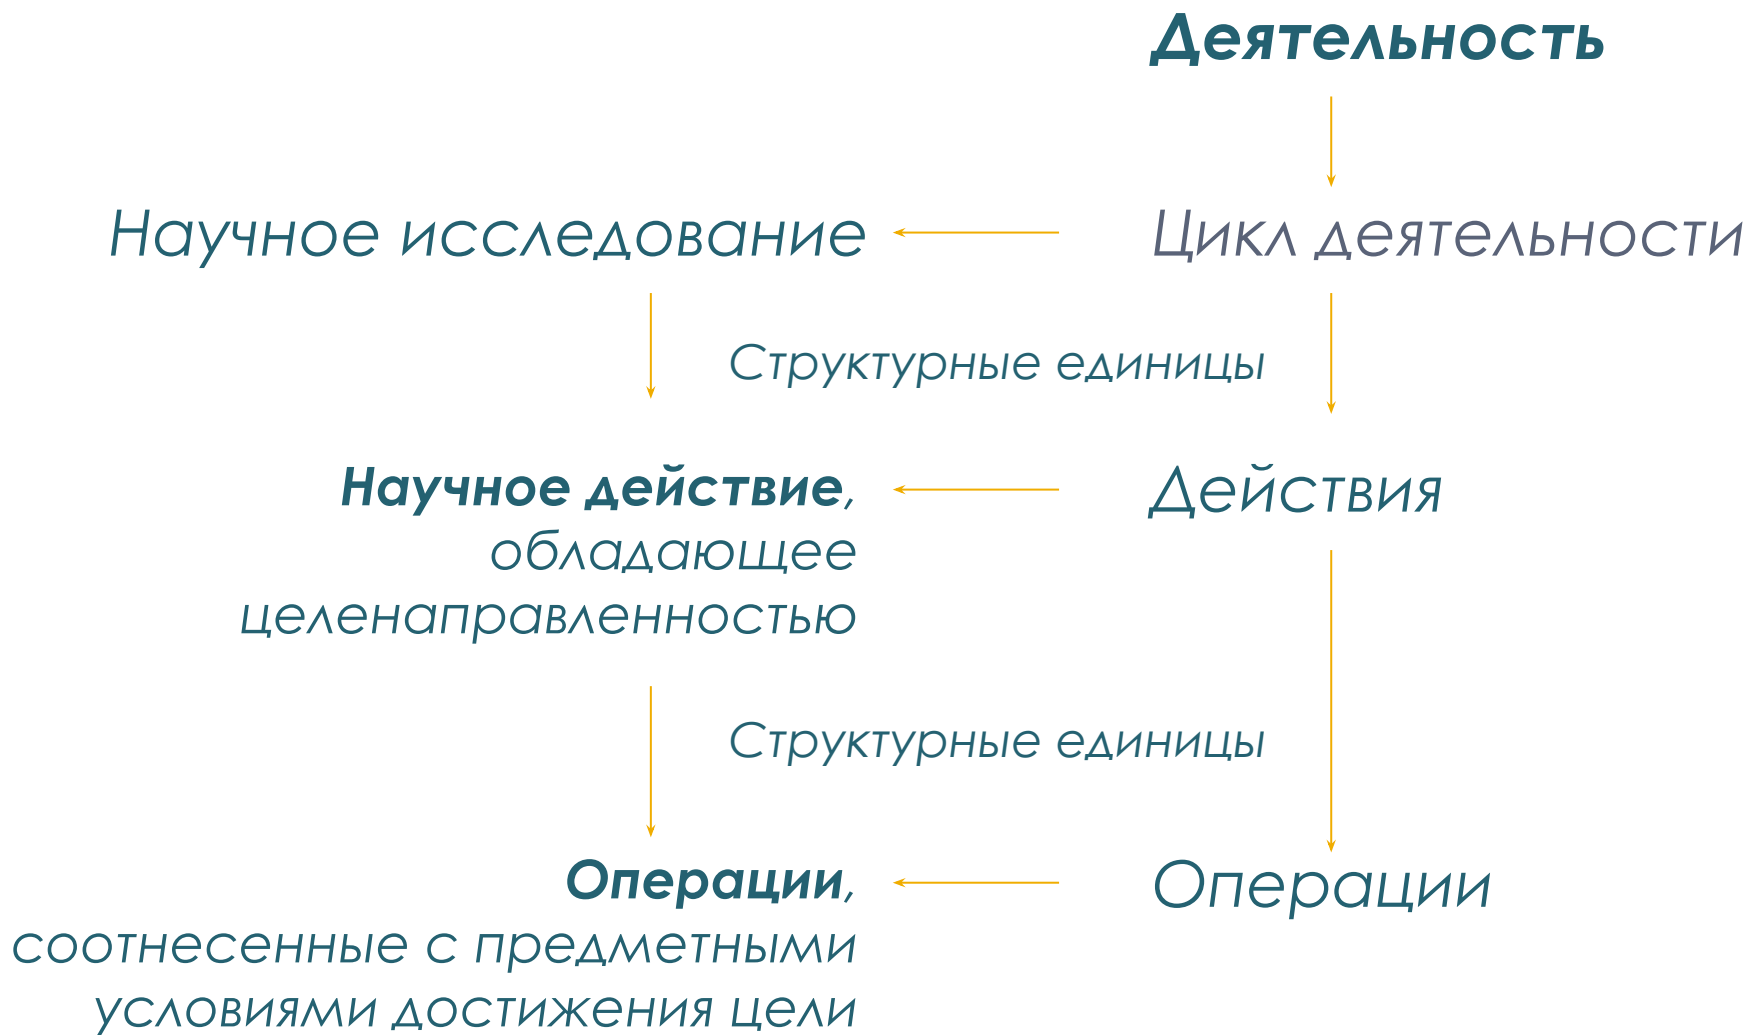 Деятельность
Научное исследование
Цикл деятельности
Структурные единицы
Научное действие,
обладающее
целенаправленностью
Действия
Структурные единицы
Операции,
соотнесенные с предметными
условиями достижения цели
Операции